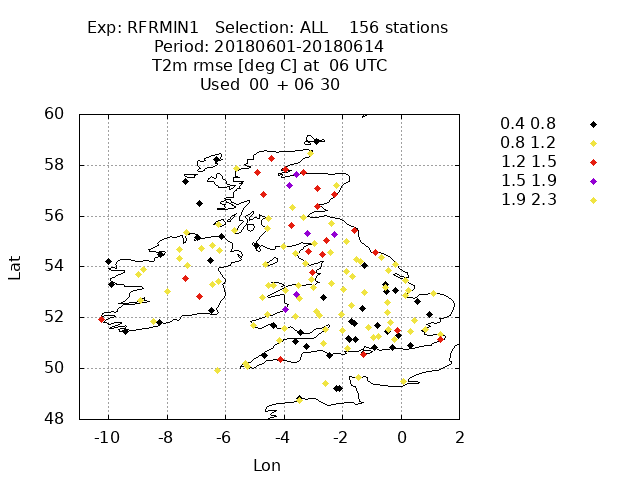 Exp: RFRMIN1 Selection: ALL 156 stations
Period: 20180601-20180614
T2m rmse [deg C] at 06 UTC
Used 00 + 06 30
60
58
56
54
52
50
48
Lat
-10 -8 -6 -4 -2 0 2
Lon
0.4 0.8
0.8 1.2
1.2 1.5
1.5 1.9
1.9 2.3